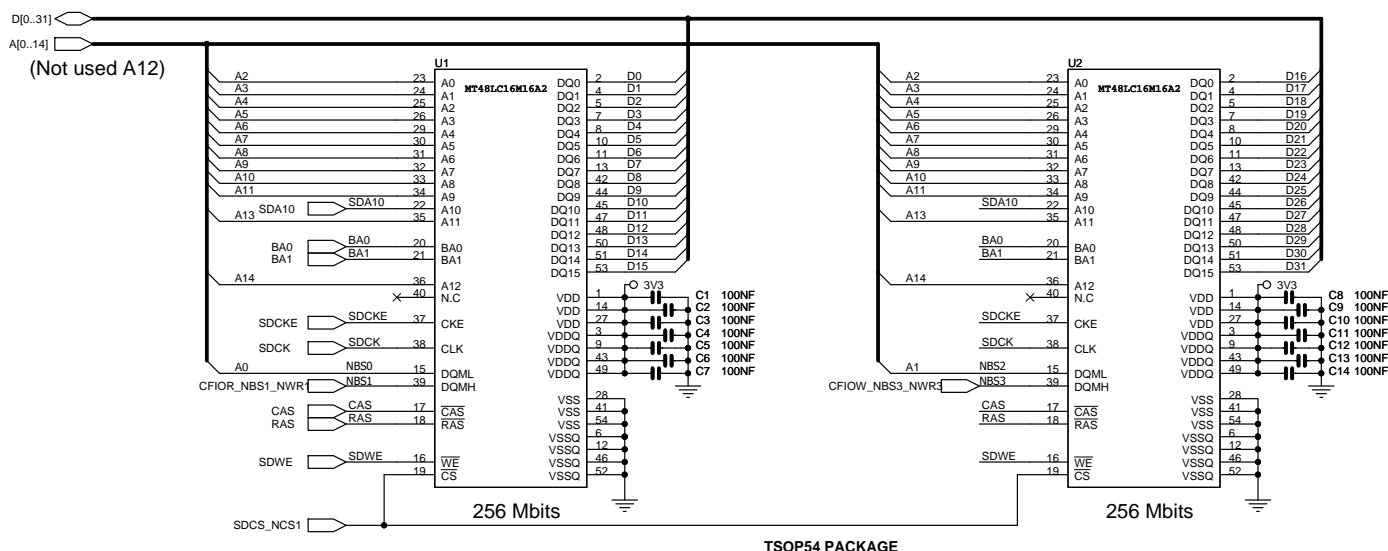 D[0..31]
A[0..14]
(Not used A12)
U1
MT48LC16M16A2
A2 23 A0 DQ0 2 D0
A3 24 A1 DQ1 4 D1
A4 25 A2 DQ2 5 D2
A5 26 A3 DQ3 7 D3
A6 29 A4 DQ4 8 D4
A7 30 A5 DQ5 10 D5
A8 31 A6 DQ6 11 D6
A9 32 A7 DQ7 13 D7
A10 33 A8 DQ8 42 D8
A11 34 A9 DQ9 44 D9
SDA10 SDA10 22 A10 DQ10 45 D10
A13 35 A11 DQ11 47 D11
DQ12 48 D12
BA0 BA0 20 BA0 DQ13 50 D13
BA1 BA1 21 BA1 DQ14 51 D14
DQ15 53 D15
A14 36 A12 3V3
40 N.C VDD 1 C1 100NF
VDD 14 C2 100NF
SDCKE SDCKE 37 CKE VDD 27 C3 100NF
VDDQ 3 C4 100NF
SDCK SDCK 38 CLK VDDQ 9 C5 100NF
VDDQ 43 C6 100NF
A0 NBS0 15 DQML VDDQ 49 C7 100NF
CFIOR_NBS1_NWR1 NBS1 39 DQMH
VSS 28
CAS CAS 17 CAS VSS 41
RAS RAS 18 RAS VSS 54
VSSQ 6
VSSQ 12
SDWE SDWE 16 WE VSSQ 46
19 CS VSSQ 52
256 Mbits
SDCS_NCS1
U2
MT48LC16M16A2
A2 23 A0 DQ0 2 D16
A3 24 A1 DQ1 4 D17
A4 25 A2 DQ2 5 D18
A5 26 A3 DQ3 7 D19
A6 29 A4 DQ4 8 D20
A7 30 A5 DQ5 10 D21
A8 31 A6 DQ6 11 D22
A9 32 A7 DQ7 13 D23
A10 33 A8 DQ8 42 D24
A11 34 A9 DQ9 44 D25
SDA10 22 A10 DQ10 45 D26
A13 35 A11 DQ11 47 D27
DQ12 48 D28
BA0 20 BA0 DQ13 50 D29
BA1 21 BA1 DQ14 51 D30
DQ15 53 D31
A14 36 A12 3V3
40 N.C VDD 1 C8 100NF
VDD 14 C9 100NF
SDCKE 37 CKE VDD 27 C10 100NF
VDDQ 3 C11 100NF
SDCK 38 CLK VDDQ 9 C12 100NF
VDDQ 43 C13 100NF
A1 NBS2 15 DQML VDDQ 49 C14 100NF
CFIOW_NBS3_NWR3 NBS3 39 DQMH
VSS 28
CAS 17 CAS VSS 41
RAS 18 RAS VSS 54
VSSQ 6
VSSQ 12
SDWE 16 WE VSSQ 46
19 CS VSSQ 52
256 Mbits
TSOP54 PACKAGE